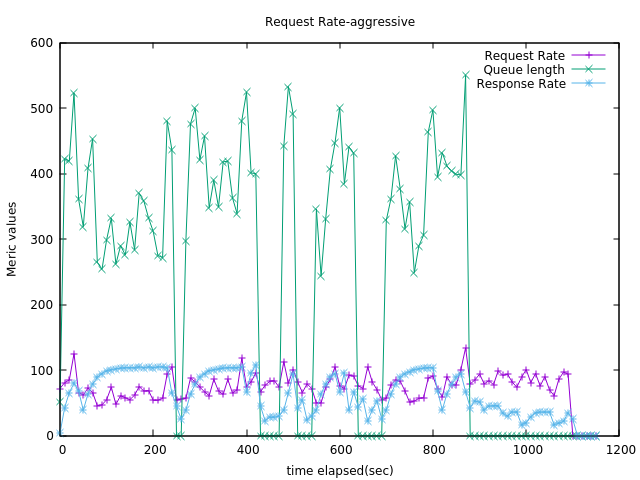 Request Rate-aggressive
Request Rate
Queue length
Response Rate
600
500
400
300
200
100
0
Meric values
0 200 400 600 800 1000 1200
time elapsed(sec)